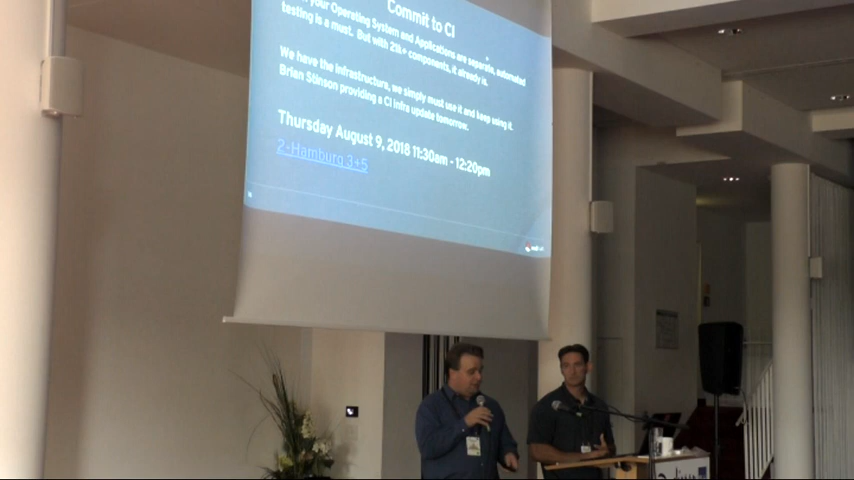 Commit to CI
your Operating System and Applications are separate, automated
testing is a must. But with 21k+ components, it already is.
We have the infrastructure, we simply must use it and keep using it.
Brian Stinson providing a CI infra update tomorrow.
Thursday August 9, 2018 11:30am - 12:20pm
2-Hamburg 3+5